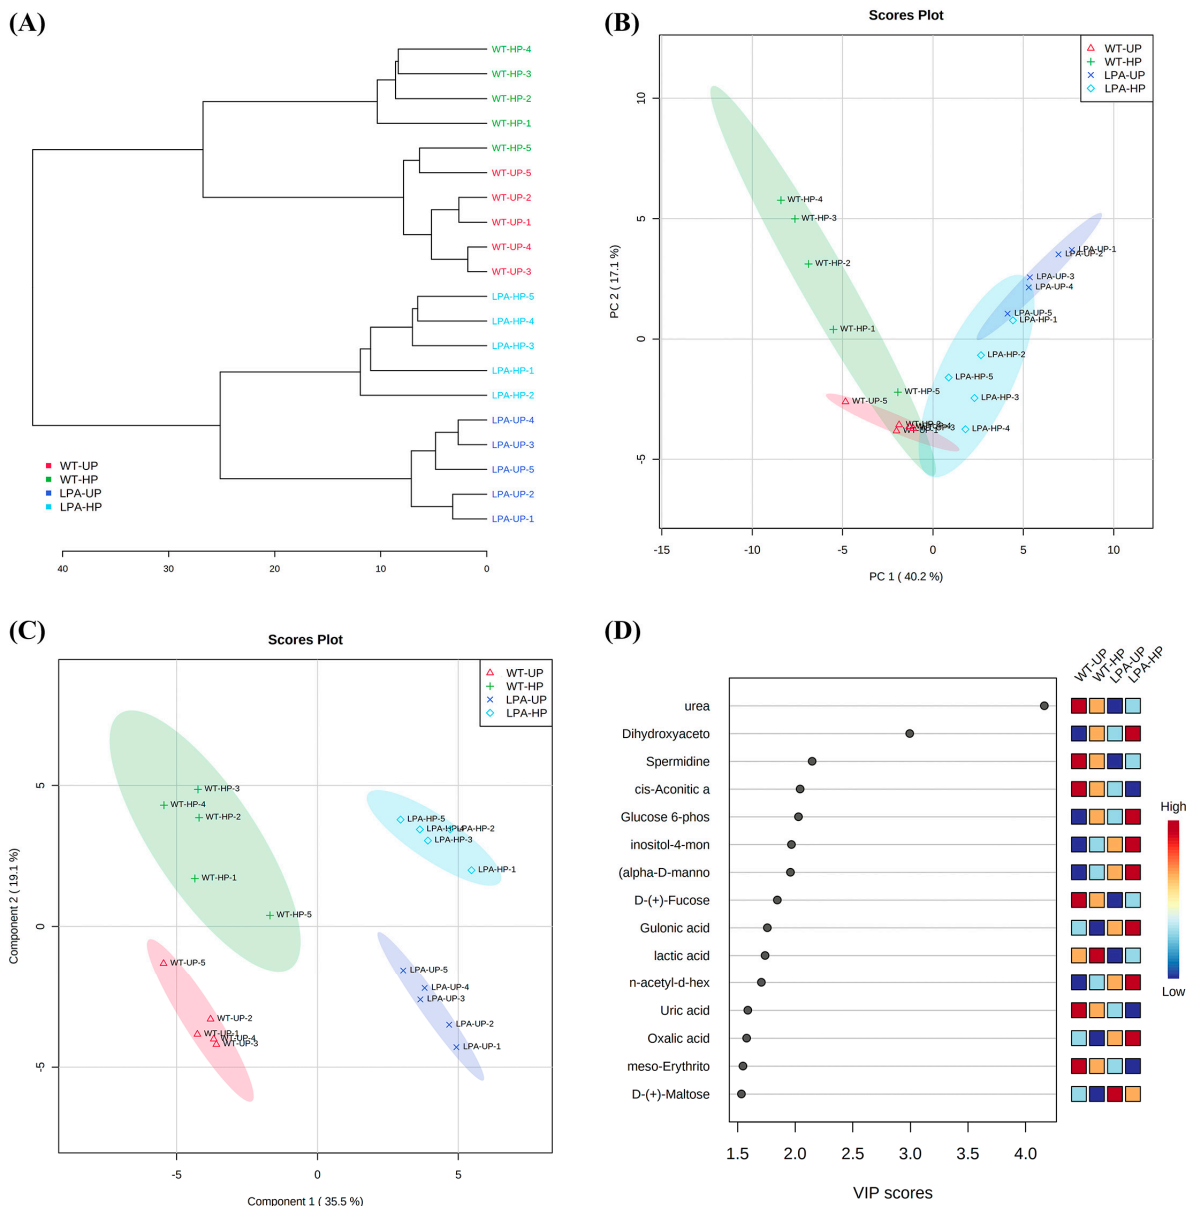 (A)
WT-HP-4
WT-HP-3
WT-HP-2
WT-HP-1
WT-HP-5
WT-UP-5
WT-UP-2
WT-UP-1
WT-UP-4
WT-UP-3
LPA-HP-5
LPA-HP-4
LPA-HP-3
LPA-HP-1
LPA-HP-2
LPA-UP-4
LPA-UP-3
LPA-UP-5
LPA-UP-2
LPA-UP-1
WT-UP
WT-HP
LPA-UP
LPA-HP
40 30 20 10 0
(B)
Scores Plot
WT-UP
WT-HP
LPA-UP
LPA-HP
PC 2 ( 17.1 %)
10
5
0
-5
WT-HP-4
WT-HP-3
WT-HP-2
WT-HP-1
WT-HP-5
WT-UP-5
WT-UP-1
LPA-UP-1
LPA-UP-2
LPA-UP-3
LPA-UP-4
LPA-UP-5
LPA-HP-1
LPA-HP-2
LPA-HP-5
LPA-HP-3
LPA-HP-4
-15 -10 -5 0 5 10
PC 1 ( 40.2 %)
(C)
Scores Plot
WT-UP
WT-HP
LPA-UP
LPA-HP
Component 2 ( 19.1 %)
5
0
-5
WT-HP-3
WT-HP-4
WT-HP-2
WT-HP-1
WT-HP-5
WT-UP-5
WT-UP-2
WT-UP-1
WT-UP-4
WT-UP-3
LPA-HP-5
LPA-HP-4
LPA-HP-2
LPA-HP-3
LPA-HP-1
LPA-UP-5
LPA-UP-4
LPA-UP-3
LPA-UP-2
LPA-UP-1
-5 0 5
Component 1 ( 35.5 %)
(D)
WT-UP WT-HP LPA-UP LPA-HP
urea
Dihydroxyaceto
Spermidine
cis-Aconitic a
Glucose 6-phos
inositol-4-mon
(alpha-D-manno
D-(+)-Fucose
Gulonic acid
lactic acid
n-acetyl-d-hex
Uric acid
Oxalic acid
meso-Erythrito
D-(+)-Maltose
High
Low
1.5 2.0 2.5 3.0 3.5 4.0
VIP scores